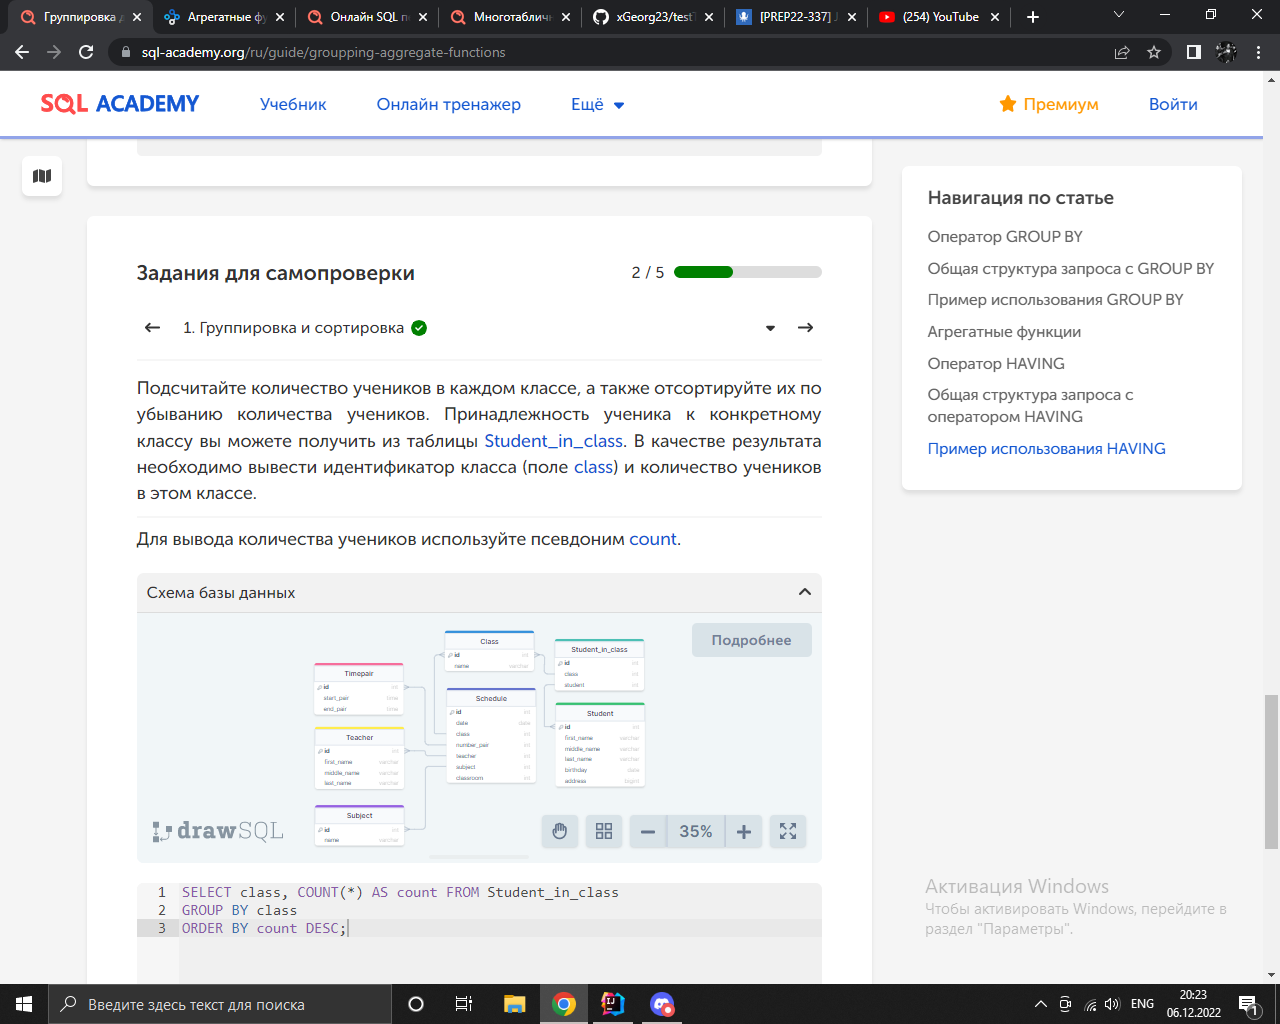 Группировка д
Агрегатные фу
Онлайн SQL п
Многотаблич
xGeorg23/test
[PREP22-337]
(254) YouTube
sql-academy.org/ru/guide/groupping-aggregate-functions
SQL ACADEMY
Учебник
Онлайн тренажер
Ещё
Премиум
Войти
Навигация по статье
Оператор GROUP BY
Общая структура запроса с GROUP BY
Пример использования GROUP BY
Агрегатные функции
Оператор HAVING
Общая структура запроса с
оператором HAVING
Пример использования HAVING
Задания для самопроверки
2 / 5
1. Группировка и сортировка
Подсчитайте количество учеников в каждом классе, а также отсортируйте их по
убыванию количества учеников. Принадлежность ученика к конкретному
классу вы можете получить из таблицы Student_in_class. В качестве результата
необходимо вывести идентификатор класса (поле class) и количество учеников
в этом классе.
Для вывода количества учеников используйте псевдоним count.
Схема базы данных
Подробнее
Class
id int
name varchar
Student_in_class
id int
class int
student int
Timepair
id int
start_pair time
end_pair time
Schedule
id int
date date
class int
number_pair int
teacher int
subject int
classroom int
Student
id int
first_name varchar
middle_name varchar
last_name varchar
birthday date
address bigint
Teacher
id int
first_name varchar
middle_name varchar
last_name varchar
Subject
id int
name varchar
drawSQL
35%
1 SELECT class, COUNT(*) AS count FROM Student_in_class
2 GROUP BY class
3 ORDER BY count DESC;
Активация Windows
Чтобы активировать Windows, перейдите в
раздел "Параметры".
Введите здесь текст для поиска
ENG
20:23
06.12.2022
1